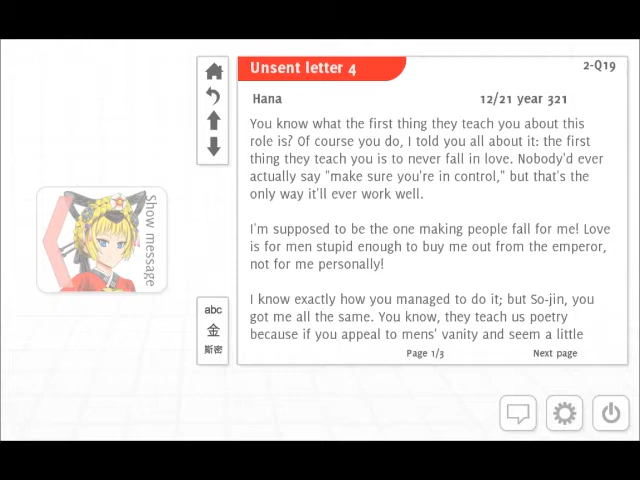 Unsent letter 4
2-Q19
Hana
12/21 year 321
You know what the first thing they teach you about this
role is? Of course you do, I told you all about it: the first
thing they teach you is to never fall in love. Nobody'd ever
actually say "make sure you're in control," but that's the
only way it'll ever work well.
I'm supposed to be the one making people fall for me! Love
is for men stupid enough to buy me out from the emperor,
not for me personally!
I know exactly how you managed to do it; but So-jin, you
got me all the same. You know, they teach us poetry
because if you appeal to mens' vanity and seem a little
Page 1/3
Next page
Show message
abc
金
斯密